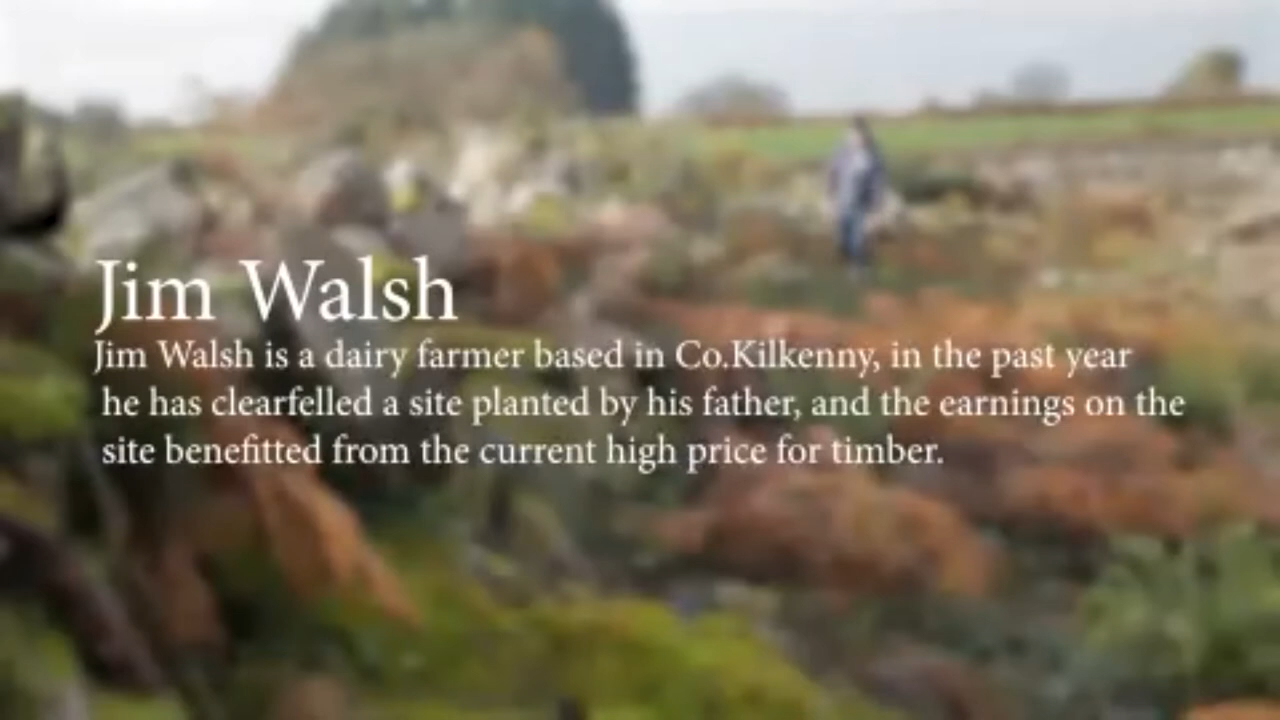 Jim Walsh
Jim Walsh is a dairy farmer based in Co.Kilkenny, in the past year
he has clearfelled a site planted by his father, and the earnings on the
site benefitted from the current high price for timber.